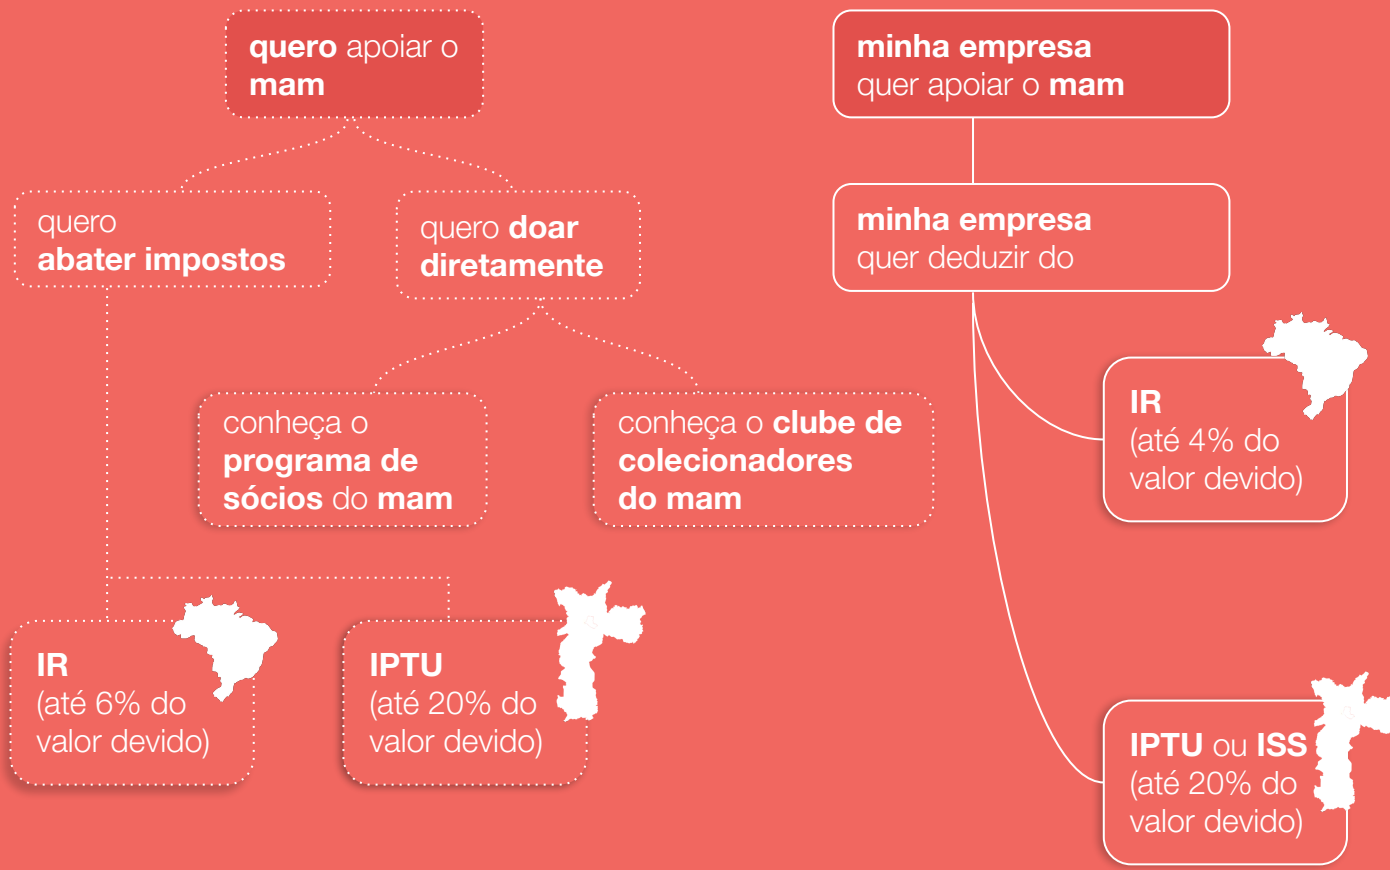 quero apoiar o
mam
quero
abater impostos
quero doar
diretamente
conheça o
programa de
sócios do mam
conheça o clube de
colecionadores
do mam
IR
(até 6% do
valor devido)
IPTU
(até 20% do
valor devido)
minha empresa
quer apoiar o mam
minha empresa
quer deduzir do
IR
(até 4% do
valor devido)
IPTU ou ISS
(até 20% do
valor devido)